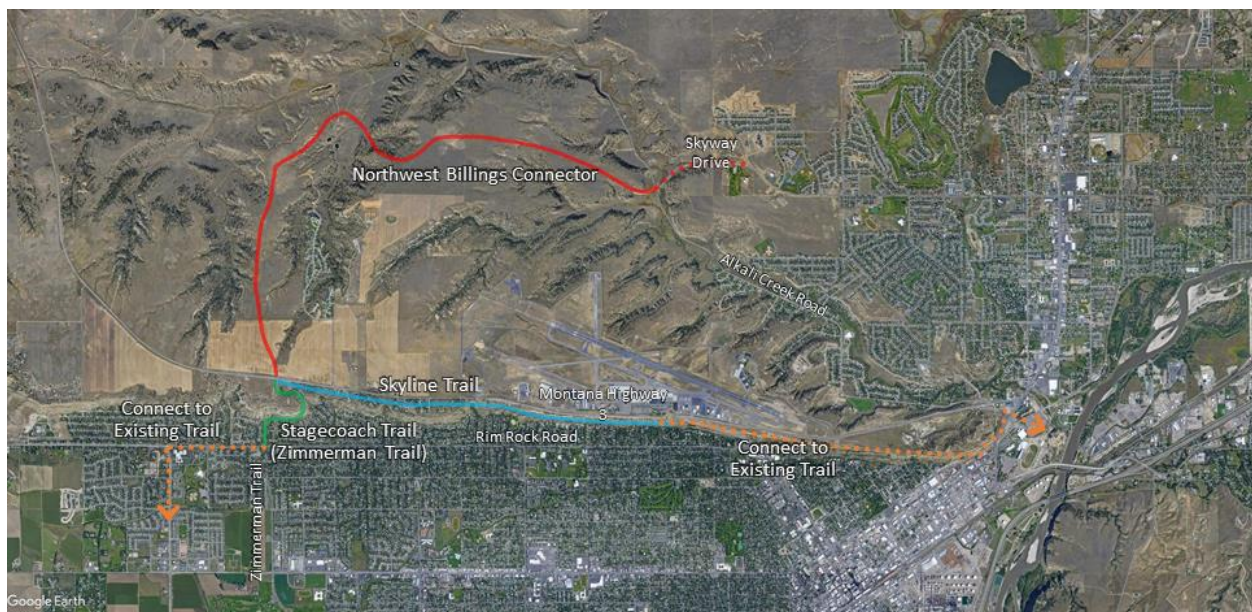 Skyway
Drive
Northwest Billings Connector
Alkali Creek Road
Skyline Trail
Montana Highway
3
Connect to
Existing Trail
Stagecoach Trail
(Zimmerman Trail)
Rim Rock Road
Connect to
Existing Trail
Zimmerman Trail
Google Earth